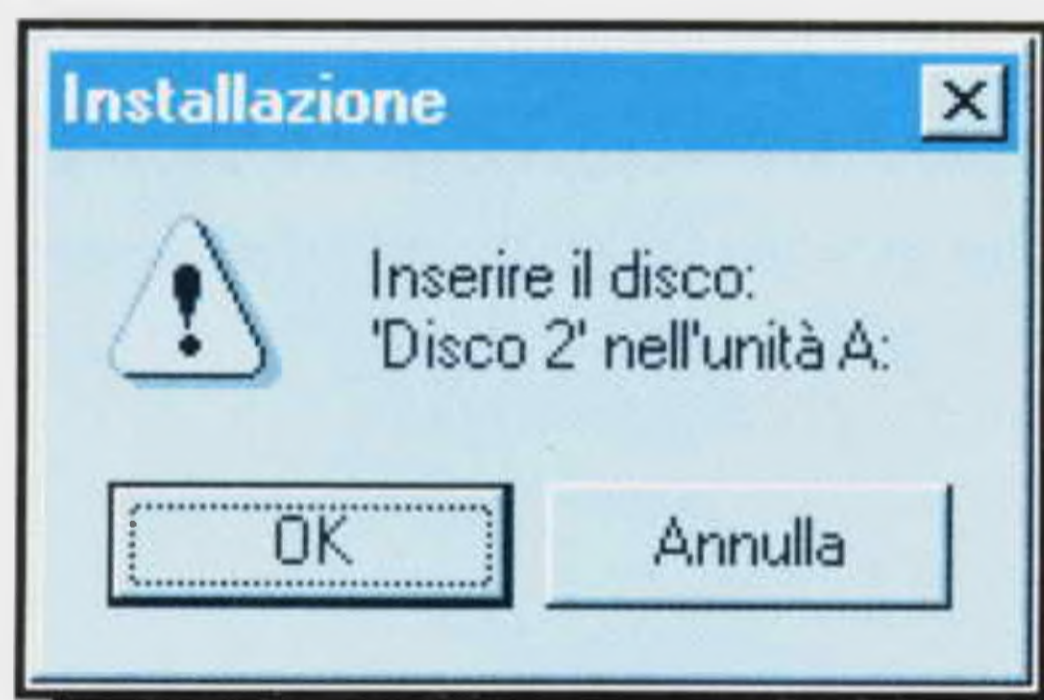 Installazione
Inserire il disco:
'Disco 2' nell'unità A:
OK
Annulla